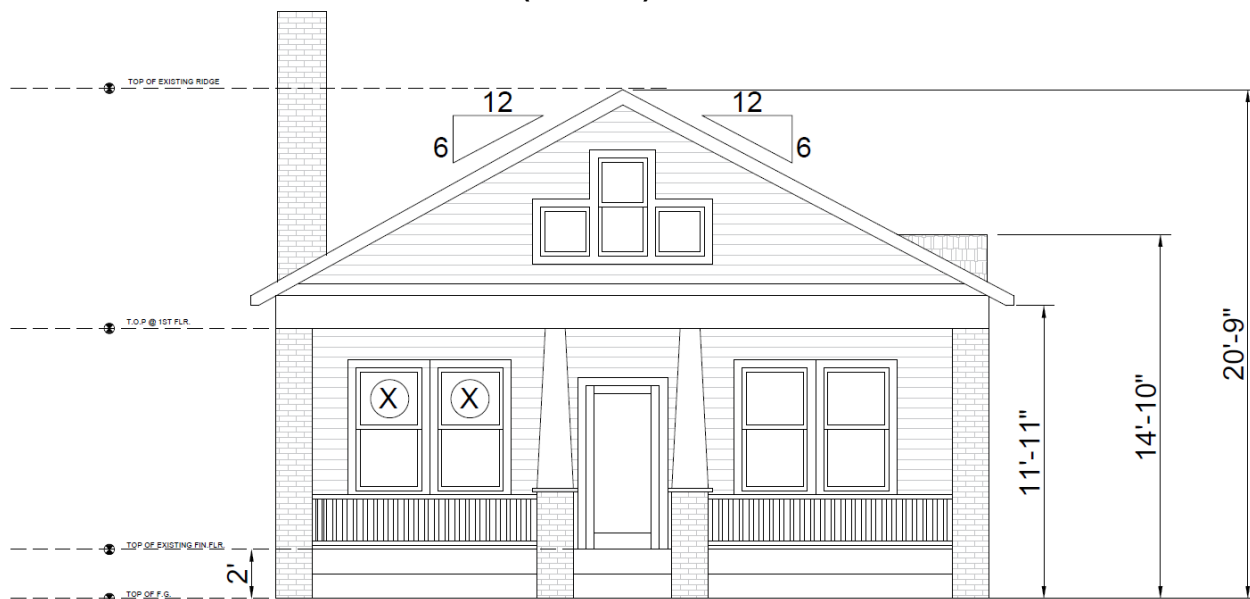 TOP OF EXISTING RIDGE
12
12
6
6
T.O.P @ 1ST FLR.
X
X
20'-9"
14'-10"
11'-11"
TOP OF EXISTING FIN.FLR.
2'
TOP OF F.G.